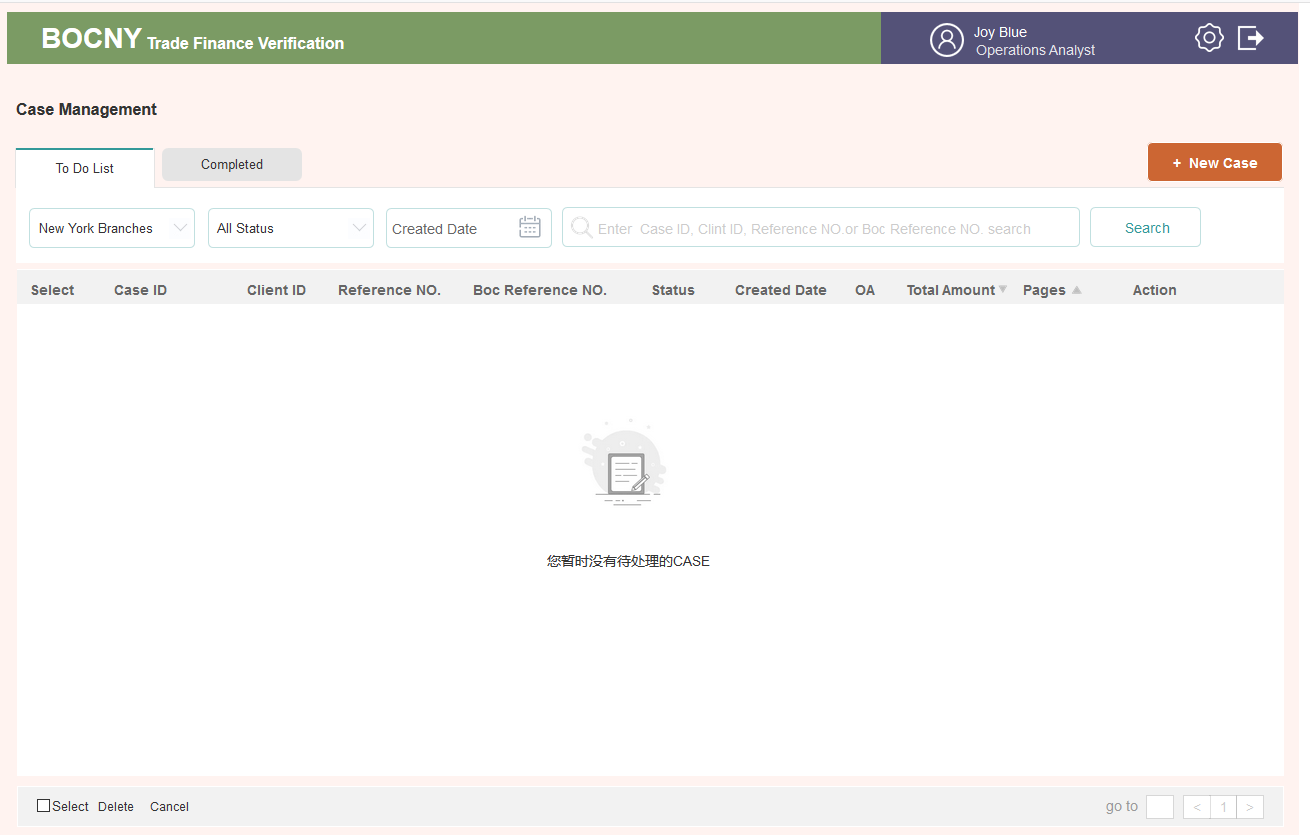 BOCNY Trade Finance Verification
Joy Blue
Operations Analyst
Case Management
To Do List
Completed
+ New Case
New York Branches
All Status
Created Date
Enter  Case ID, Clint ID, Reference NO.or Boc Reference NO. search
Search
Select Case ID Client ID Reference NO. Boc Reference NO. Status Created Date OA Total Amount Pages Action
您暂时没有待处理的CASE
Select Delete Cancel
go to < 1 >